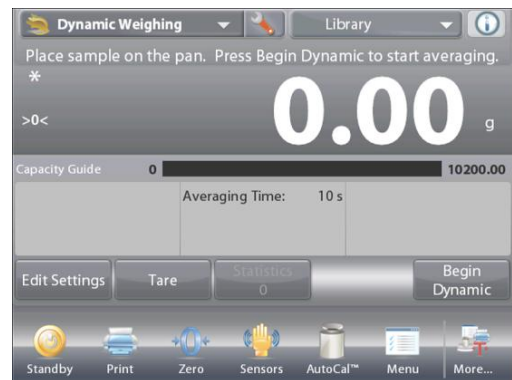 Dynamic Weighing
Library
Place sample on the pan. Press Begin Dynamic to start averaging.
*
>0<
0.00 g
Capacity Guide 0 10200.00
Averaging Time: 10 s
Edit Settings
Tare
Statistics
0
Begin
Dynamic
Standby
Print
→0←
Zero
Sensors
AutoCal™
Menu
More...